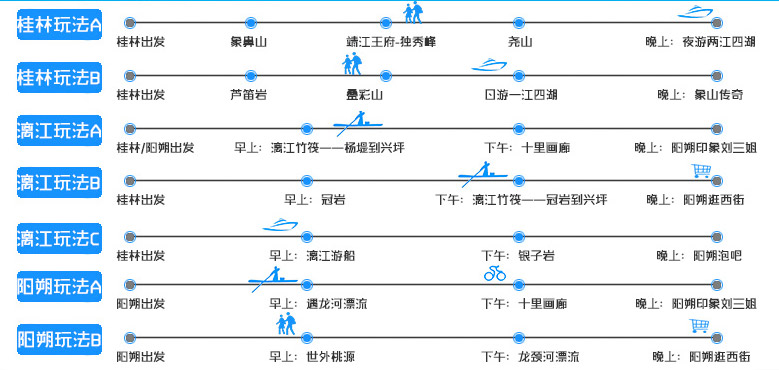 桂林玩法A
桂林出发 象鼻山 靖江王府-独秀峰 尧山 晚上：夜游两江四湖
桂林玩法B
桂林出发 芦笛岩 叠彩山 日游一江四湖 晚上：象山传奇
漓江玩法A
桂林/阳朔出发 早上：漓江竹筏——杨堤到兴坪 下午：十里画廊 晚上：阳朔印象刘三姐
漓江玩法B
桂林出发 早上：冠岩 下午：漓江竹筏——冠岩到兴坪 晚上：阳朔逛西街
漓江玩法C
桂林出发 早上：漓江游船 下午：银子岩 晚上：阳朔泡吧
阳朔玩法A
阳朔出发 早上：遇龙河漂流 下午：十里画廊 晚上：阳朔印象刘三姐
阳朔玩法B
阳朔出发 早上：世外桃源 下午：龙颈河漂流 晚上：阳朔逛西街